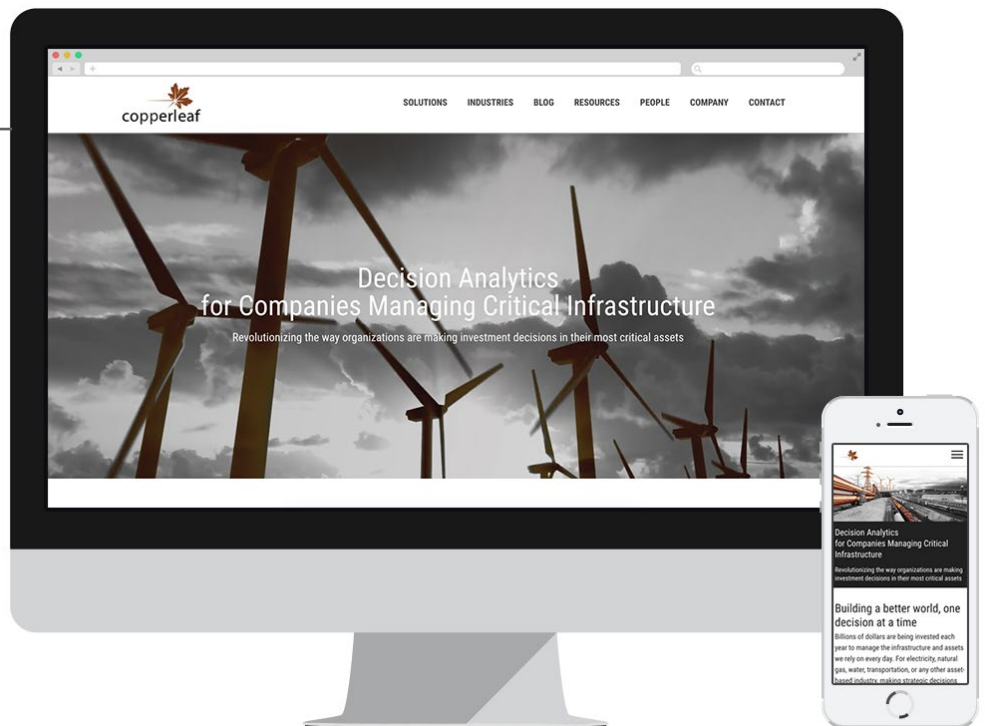 copperleaf
SOLUTIONS INDUSTRIES BLOG RESOURCES PEOPLE COMPANY CONTACT
Decision Analytics
for Companies Managing Critical Infrastructure
Revolutionizing the way organizations are making investment decisions in their most critical assets
Decision Analytics
for Companies Managing Critical
Infrastructure
Revolutionizing the way organizations are making
investment decisions in their most critical assets
Building a better world, one
decision at a time
Billions of dollars are being invested each
year to manage the infrastructure and assets
we rely on every day. For electricity, natural
gas, water, transportation, or any other asset-
based industry, making strategic decisions